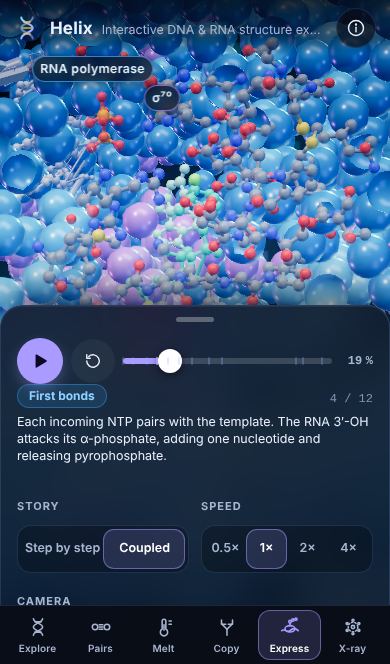 Helix Interactive DNA & RNA structure ex...
RNA polymerase
σ⁷⁰
19 %
First bonds
4 / 12
Each incoming NTP pairs with the template. The RNA 3′-OH
attacks its α-phosphate, adding one nucleotide and
releasing pyrophosphate.
STORY
SPEED
Step by step Coupled
0.5× 1× 2× 4×
CAMERA
Explore Pairs Melt Copy Express X-ray